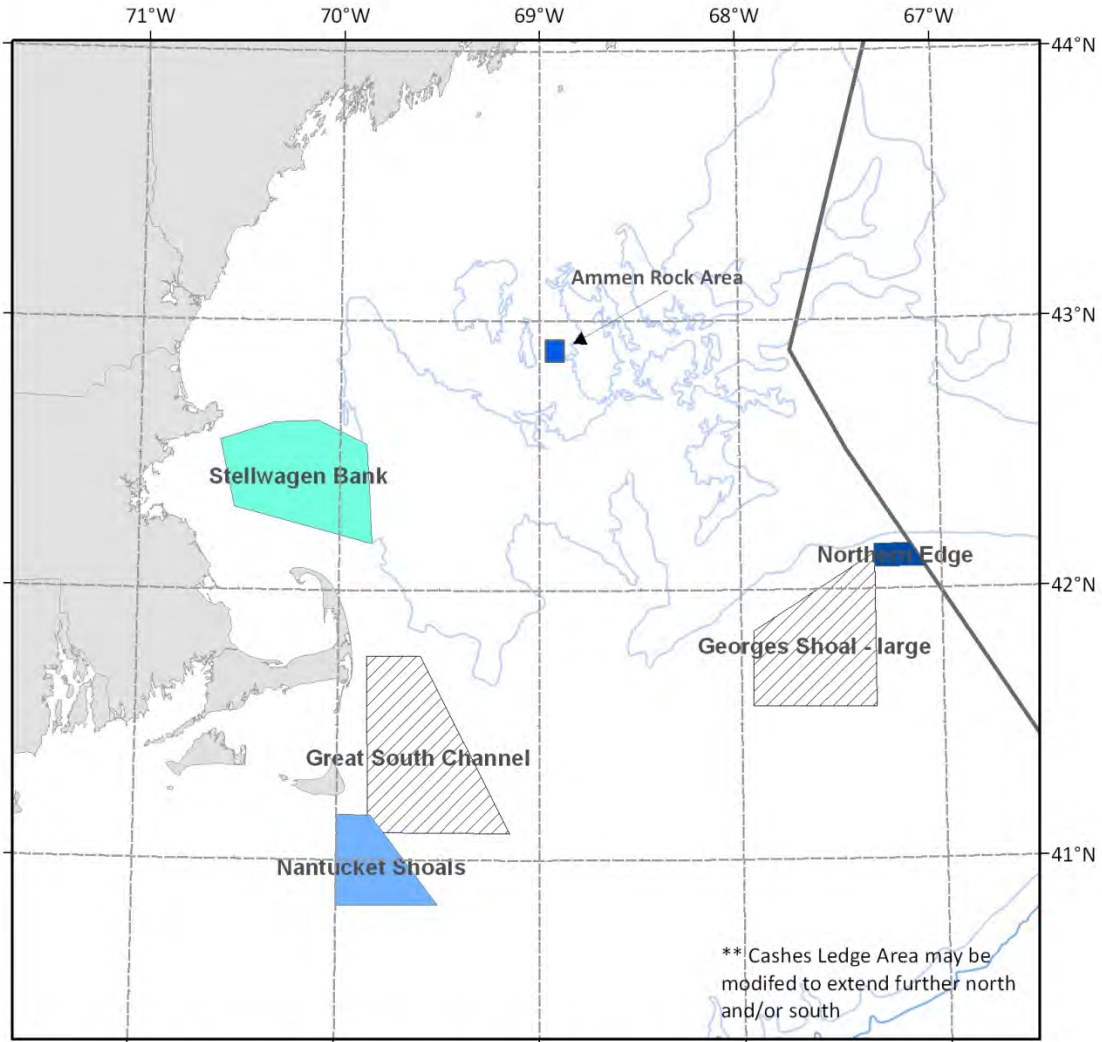 71°W 70°W 69°W 68°W 67°W
44°N
Ammen Rock Area
43°N
Stellwagen Bank
Northern Edge
42°N
Georges Shoal - large
Great South Channel
Nantucket Shoals
41°N
** Cashes Ledge Area may be
modifed to extend further north
and/or south